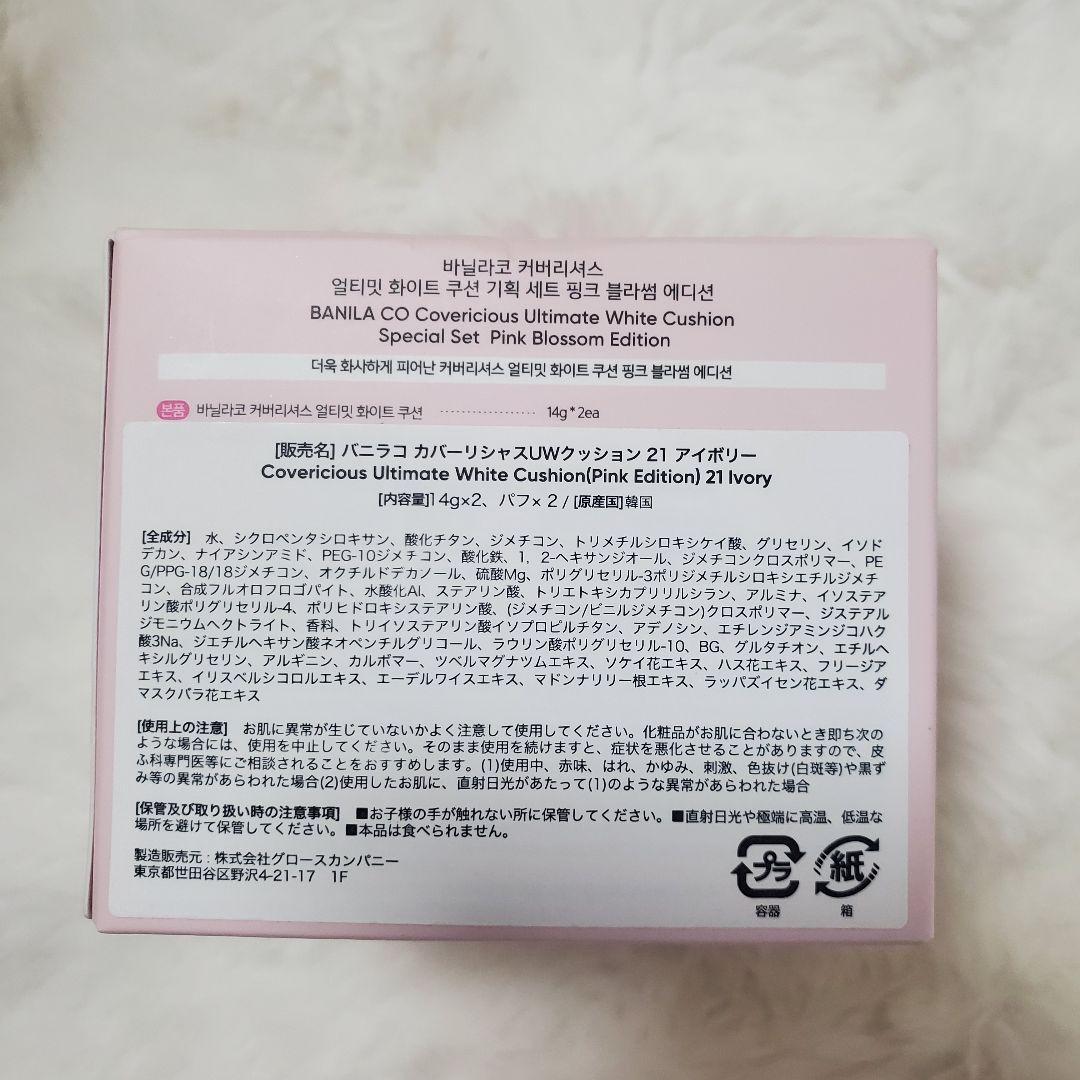 바닐라코 커버리셔스
얼티밋 화이트 쿠션 기획 세트 핑크 블라썸 에디션
BANILA CO Covericious Ultimate White Cushion
Special Set Pink Blossom Edition
더욱 화사하게 피어난 커버리셔스 얼티밋 화이트 쿠션 핑크 블라썸 에디션
본품 바닐라코 커버리셔스 얼티밋 화이트 쿠션 ·················· 14g*2ea
[販売名] バニラコ カバーリシャスUWクッション 21 アイボリー
Covericious Ultimate White Cushion(Pink Edition) 21 Ivory
[内容量]14g×2、パフ×2 / [原産国]韓国
[全成分] 水、シクロペンタシロキサン、酸化チタン、ジメチコン、トリメチルシロキシケイ酸、グリセリン、イソド
デカン、ナイアシンアミド、PEG-10ジメチコン、酸化鉄、1，2-ヘキサンジオール、ジメチコンクロスポリマー、PE
G/PPG-18/18ジメチコン、オクチルドデカノール、硫酸Mg、ポリグリセリル-3ポリジメチルシロキシエチルジメチ
コン、合成フルオロフロゴパイト、水酸化Al、ステアリン酸、トリエトキシカプリリルシラン、アルミナ、イソステア
リン酸ポリグリセリル-4、ポリヒドロキシステアリン酸、(ジメチコン/ビニルジメチコン)クロスポリマー、ジステアル
ジモニウムヘクトライト、香料、トリイソステアリン酸イソプロピルチタン、アデノシン、エチレンジアミンジコハク
酸3Na、ジエチルヘキサン酸ネオペンチルグリコール、ラウリン酸ポリグリセリル-10、BG、グルタチオン、エチルヘ
キシルグリセリン、アルギニン、カルボマー、ツベルマグナツムエキス、ソケイ花エキス、ハス花エキス、フリージア
エキス、イリスベルシコロルエキス、エーデルワイスエキス、マドンナリリー根エキス、ラッパズイセン花エキス、ダ
マスクバラ花エキス
[使用上の注意] お肌に異常が生じていないかよく注意して使用してください。化粧品がお肌に合わないとき即ち次の
ような場合には、使用を中止してください。そのまま使用を続けますと、症状を悪化させることがありますので、皮
ふ科専門医等にご相談されることをおすすめします。(1)使用中、赤味、はれ、かゆみ、刺激、色抜け(白斑等)や黒ず
み等の異常があらわれた場合(2)使用したお肌に、直射日光があたって(1)のような異常があらわれた場合
[保管及び取り扱い時の注意事項] ■お子様の手が触れない所に保管してください。■直射日光や極端に高温、低温な
場所を避けて保管してください。■本品は食べられません。
製造販売元 : 株式会社グロースカンパニー
東京都世田谷区野沢4-21-17 1F
プラ 紙
容器 箱